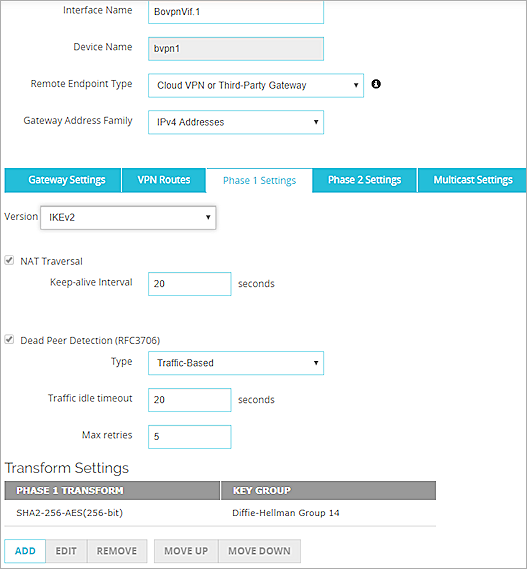 Interface Name BovpnVif.1
Device Name bvpn1
Remote Endpoint Type Cloud VPN or Third-Party Gateway
Gateway Address Family IPv4 Addresses
Gateway Settings VPN Routes Phase 1 Settings Phase 2 Settings Multicast Settings
Version IKEv2
NAT Traversal
Keep-alive Interval 20 seconds
Dead Peer Detection (RFC3706)
Type Traffic-Based
Traffic idle timeout 20 seconds
Max retries 5
Transform Settings
PHASE 1 TRANSFORM KEY GROUP
SHA2-256-AES(256-bit) Diffie-Hellman Group 14
ADD EDIT REMOVE MOVE UP MOVE DOWN